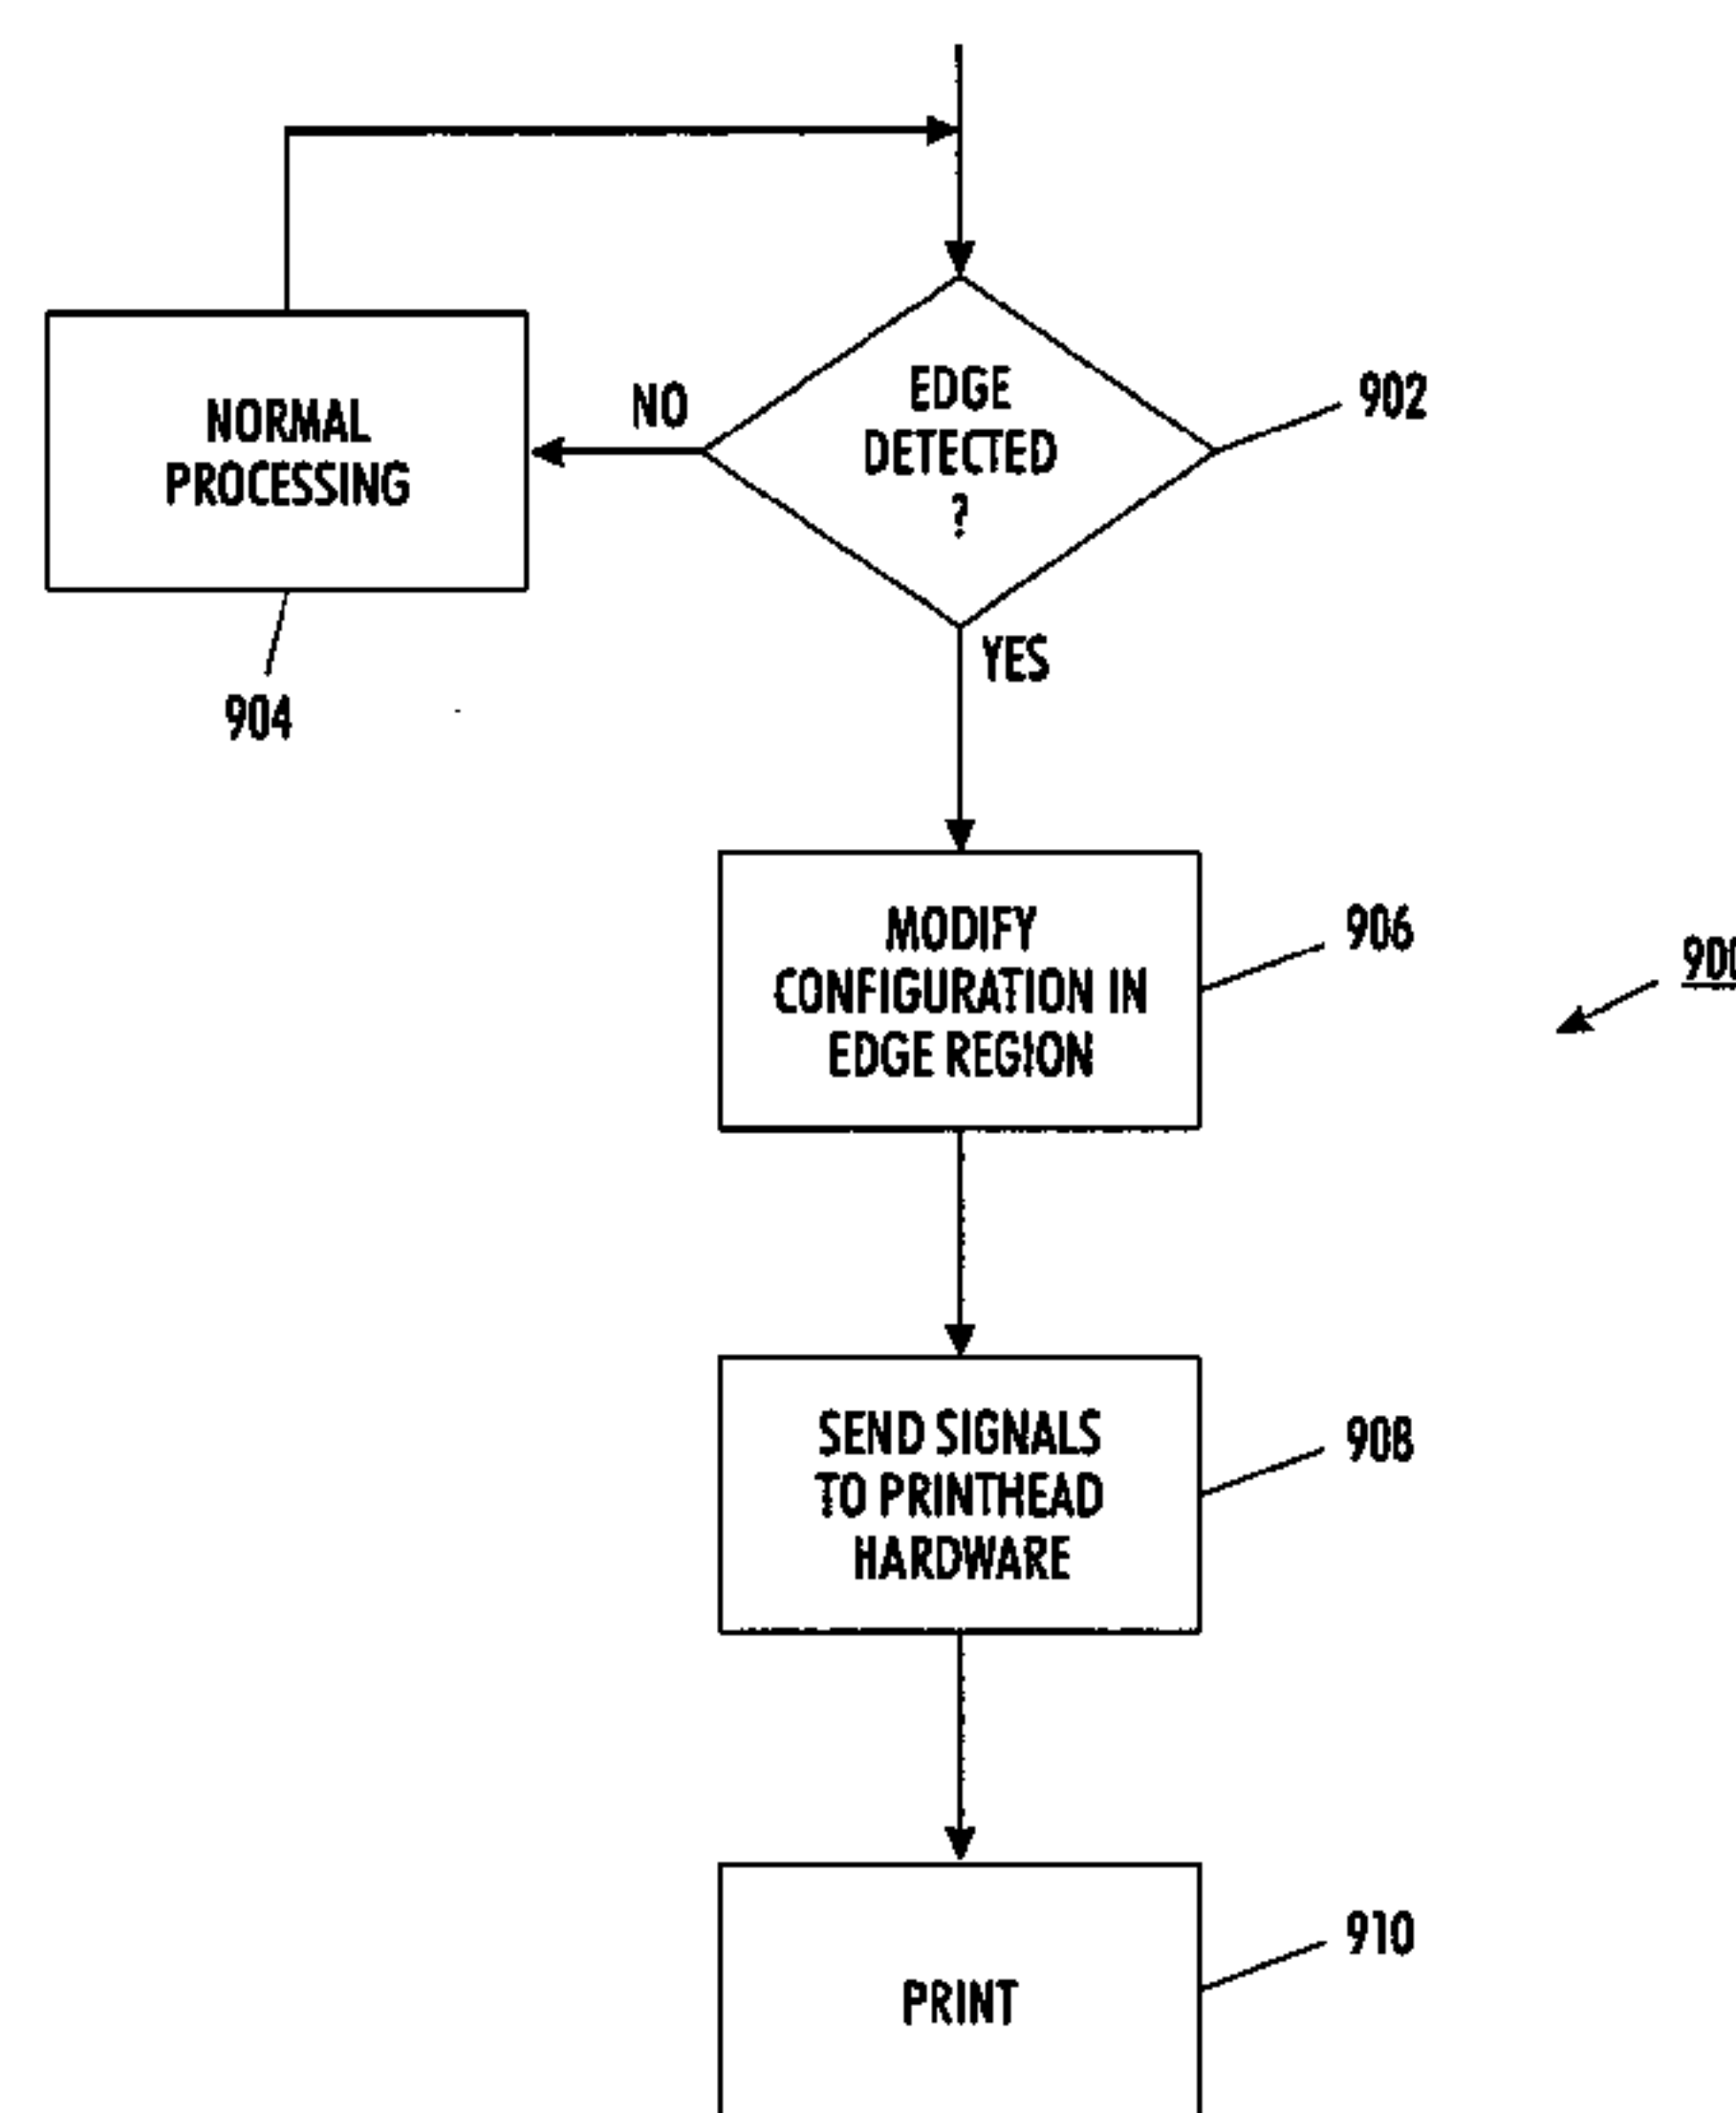 EDGE
DETECTED
?
902
NO
NORMAL
PROCESSING
904
YES
MODIFY
CONFIGURATION IN
EDGE REGION
906
SEND SIGNALS
TO PRINTHEAD
HARDWARE
908
PRINT
910